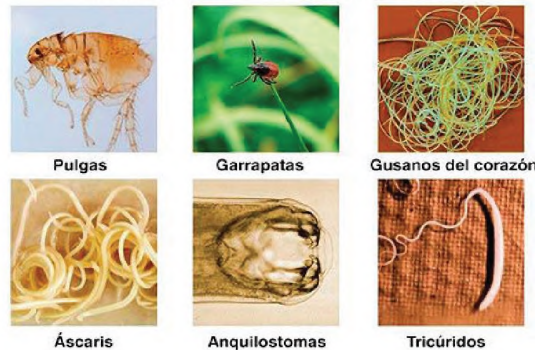 Pulgas
Garrapatas
Gusanos del corazón
Áscaris
Anquilostomas
Tricúridos